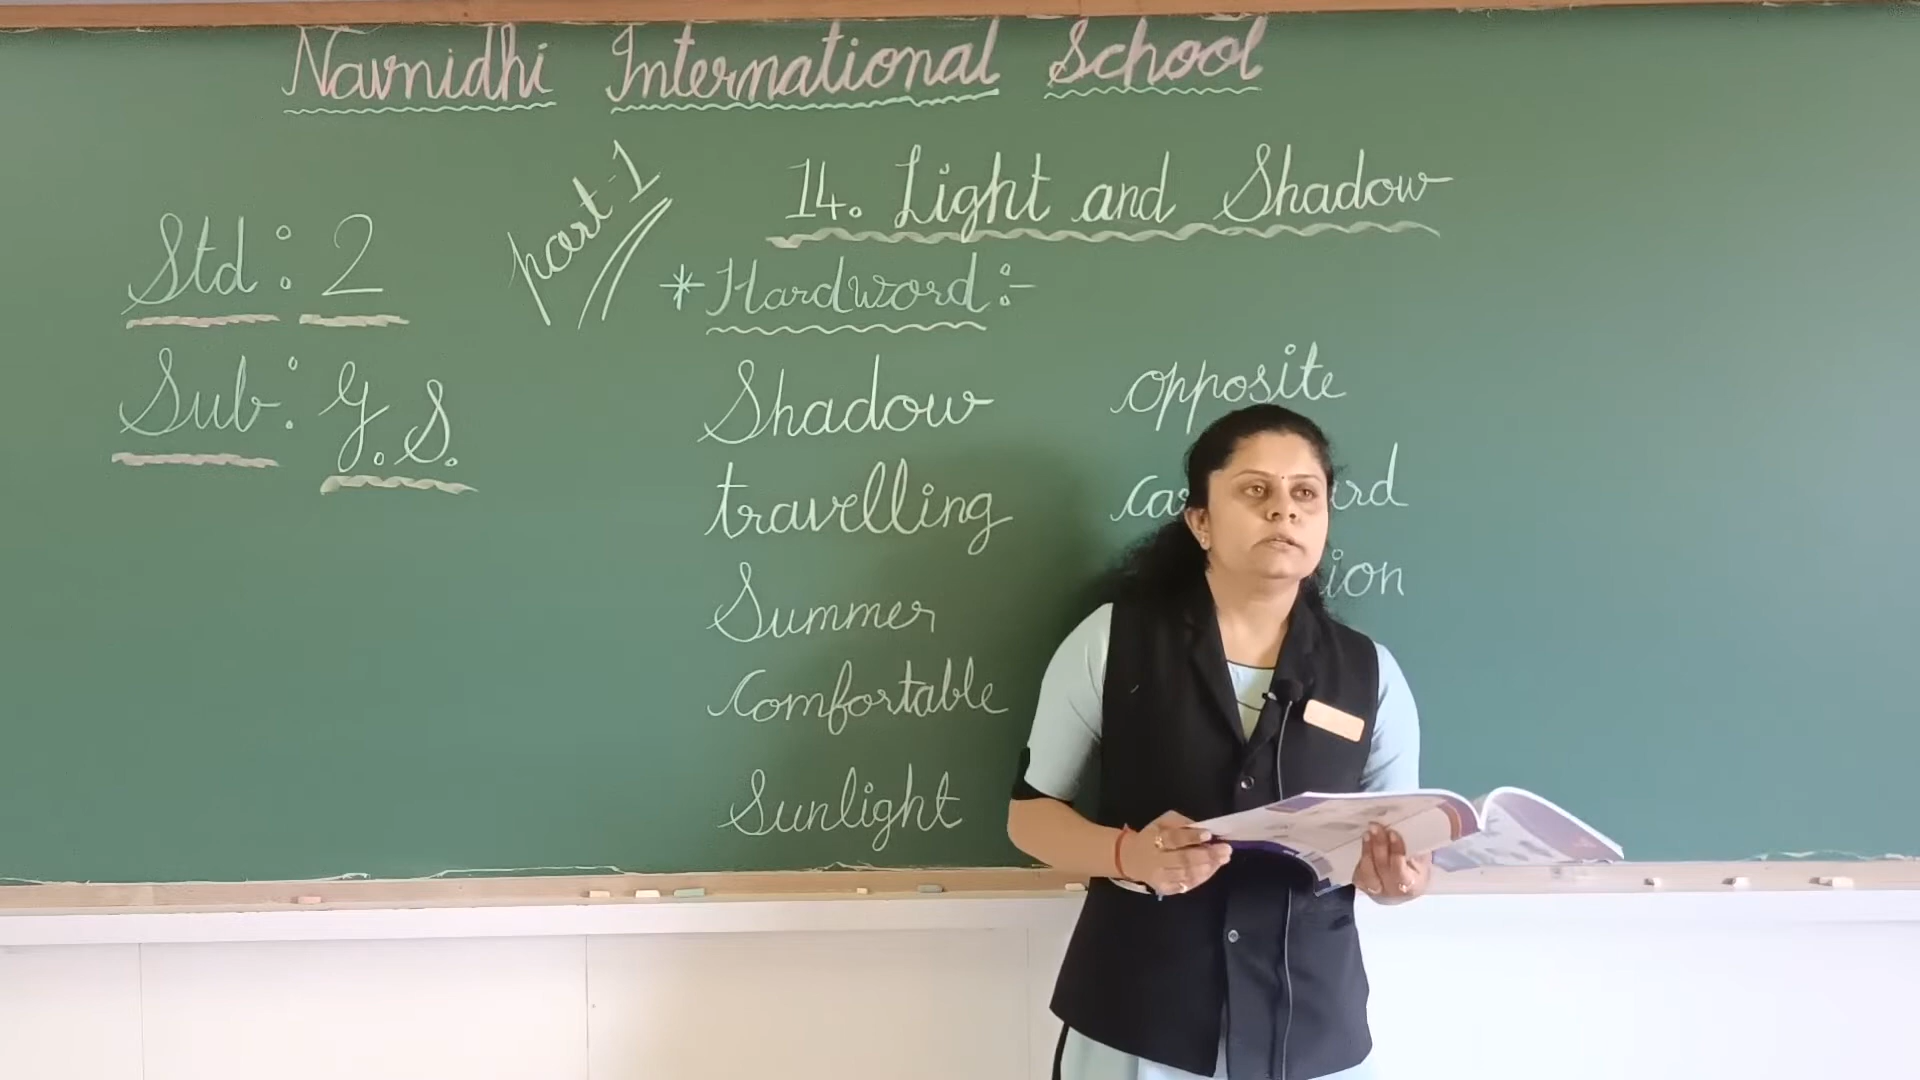 Navnidhi International School
part-1
14. Light and Shadow
Std: 2
Sub: G.S.
* Hardword :-
Shadow
travelling
Summer
Comfortable
Sunlight
opposite